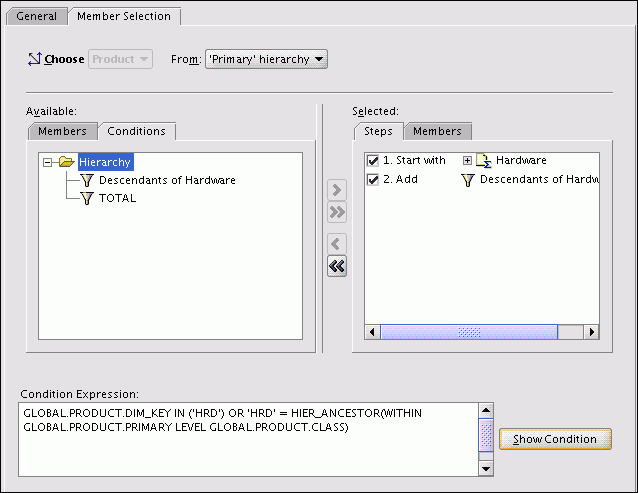 General Member Selection
Choose Product From: 'Primary' hierarchy
Available: Selected:
Members Conditions Steps Members
Hierarchy 1. Start with Hardware
Descendants of Hardware 2. Add Descendants of Hardw
TOTAL
Condition Expression:
GLOBAL.PRODUCT.DIM_KEY IN ('HRD') OR 'HRD' = HIER_ANCESTOR(WITHIN
GLOBAL.PRODUCT.PRIMARY LEVEL GLOBAL.PRODUCT.CLASS)
Show Condition